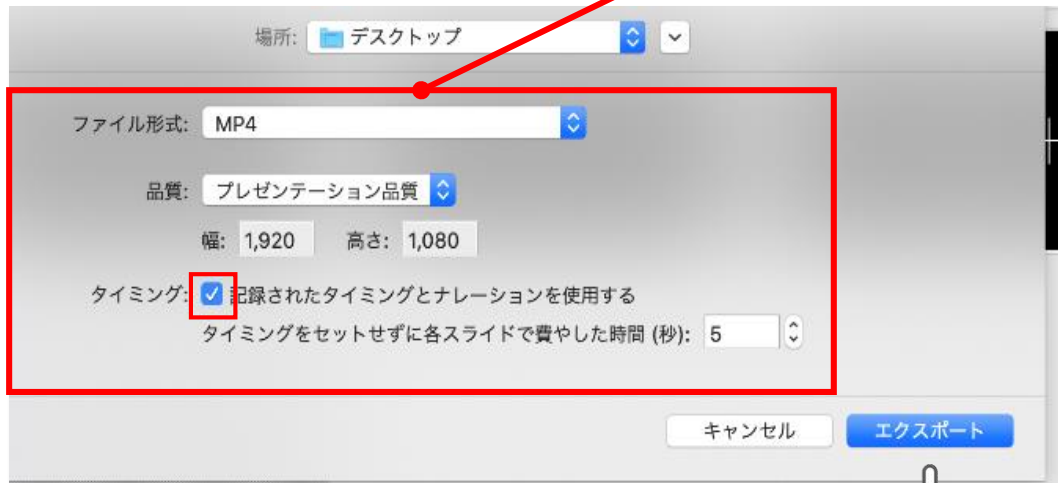 場所: デスクトップ
ファイル形式: MP4
品質: プレゼンテーション品質
幅: 1,920 高さ: 1,080
タイミング: 記録されたタイミングとナレーションを使用する
タイミングをセットせずに各スライドで費やした時間 (秒): 5
キャンセル エクスポート